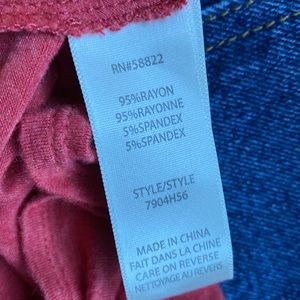 RN#58822
95%RAYON
95%RAYONNE
5%SPANDEX
5%SPANDEX
STYLE/STYLE
7904H56
MADE IN CHINA
FAIT DANS LA CHINE
CARE ON REVERSE
NETTOYAGE AU REVERS